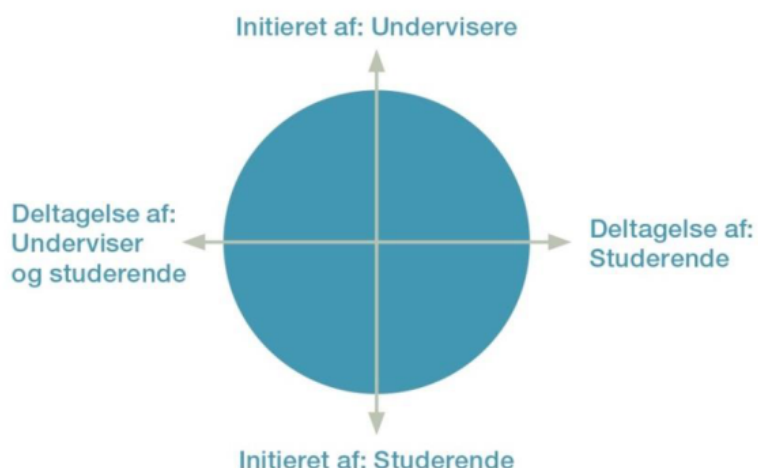 Initieret af: Undervisere
Deltagelse af:
Underviser
og studerende
Deltagelse af:
Studerende
Initieret af: Studerende